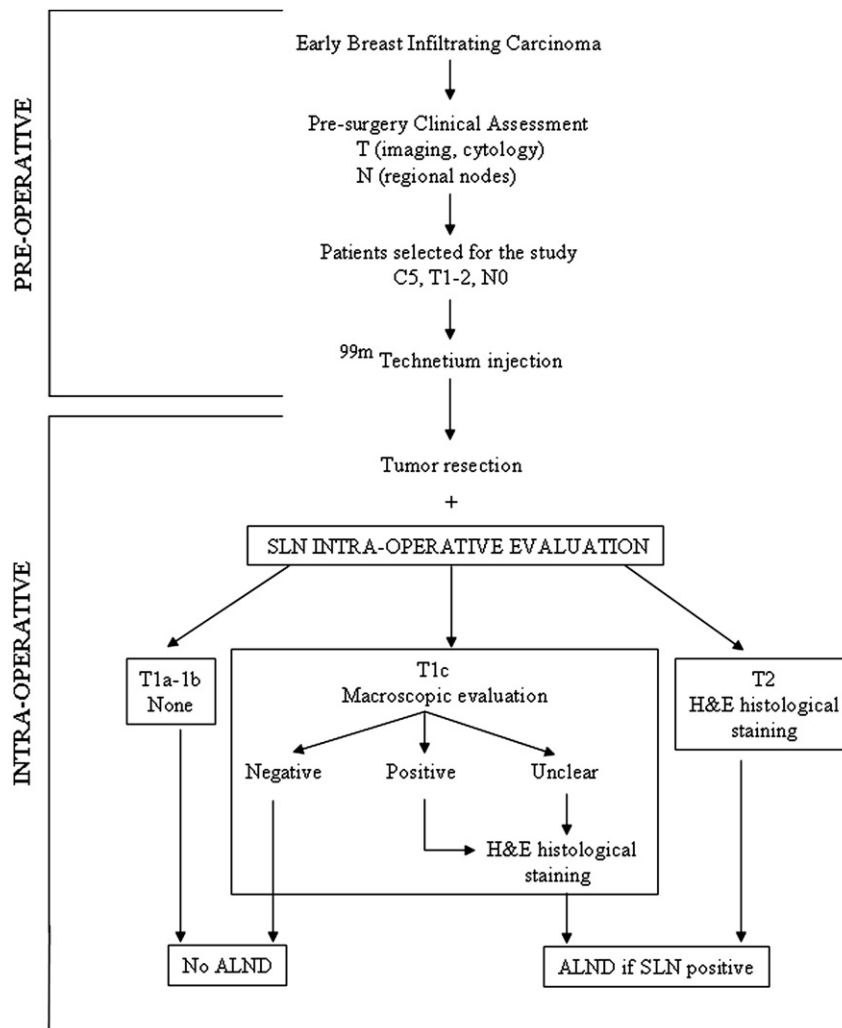 PRE-OPERATIVE
Early Breast Infiltrating Carcinoma
Pre-surgery Clinical Assessment
T (imaging, cytology)
N (regional nodes)
Patients selected for the study
C5, T1-2, N0
99m Technetium injection
INTRA-OPERATIVE
Tumor resection
+
SLN INTRA-OPERATIVE EVALUATION
T1a-1b
None
T1c
Macroscopic evaluation
Negative
Positive
Unclear
H&E histological
staining
T2
H&E histological
staining
No ALND
ALND if SLN positive